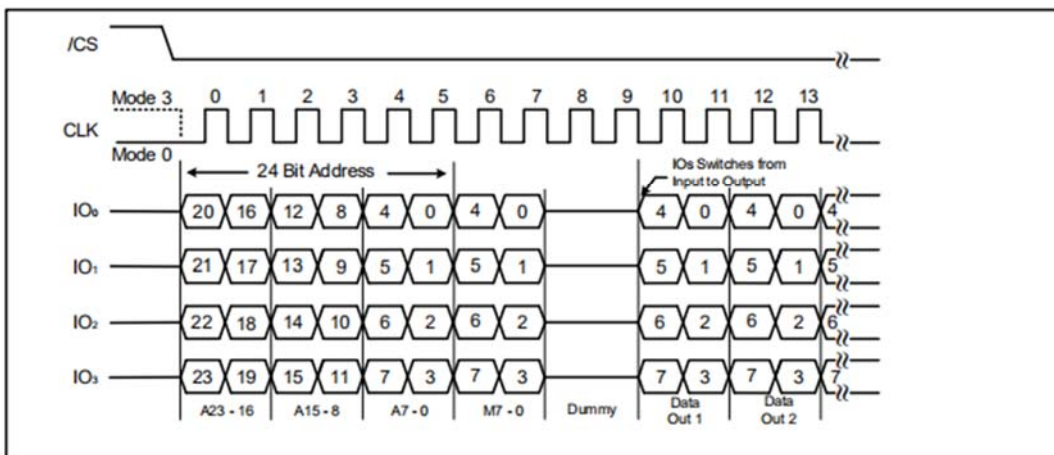 /CS
Mode 3 0 1 2 3 4 5 6 7 8 9 10 11 12 13
CLK
Mode 0
24 Bit Address
IOs Switches from
Input to Output
IO₀ 20 16 12 8 4 0 4 0 4 0 4 0 4
IO₁ 21 17 13 9 5 1 5 1 5 1 5 1 5
IO₂ 22 18 14 10 6 2 6 2 6 2 6 2 6
IO₃ 23 19 15 11 7 3 7 3 7 3 7 3 7
A23 - 16 A15 - 8 A7 - 0 M7 - 0 Dummy Data Data
Out 1 Out 2